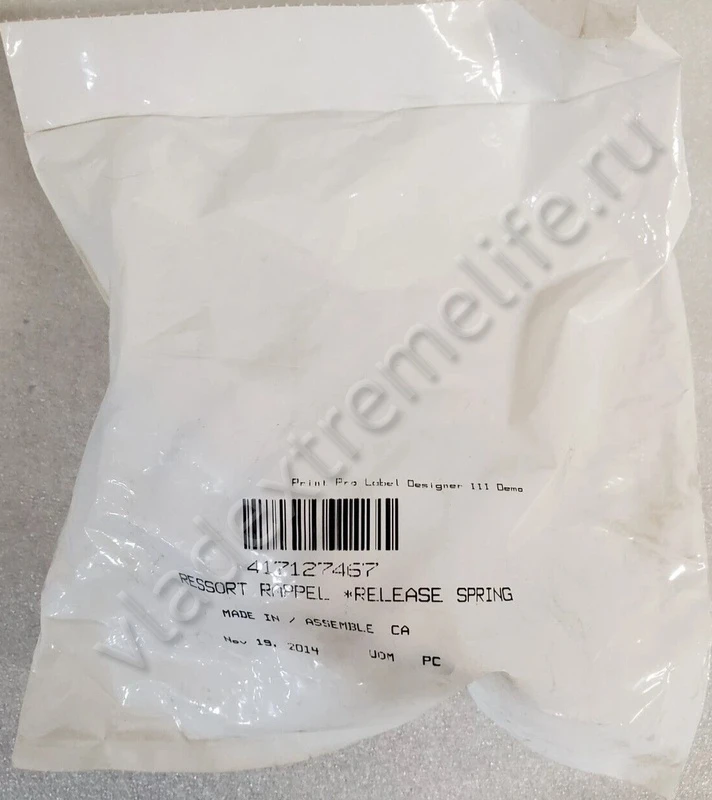 Print Pro Label Designer III Demo
417127467
RESSORT RAPPEL *RELEASE SPRING
MADE IN / ASSEMBLE CA
Nov 19, 2014 UOM PC
vladextremelife.ru